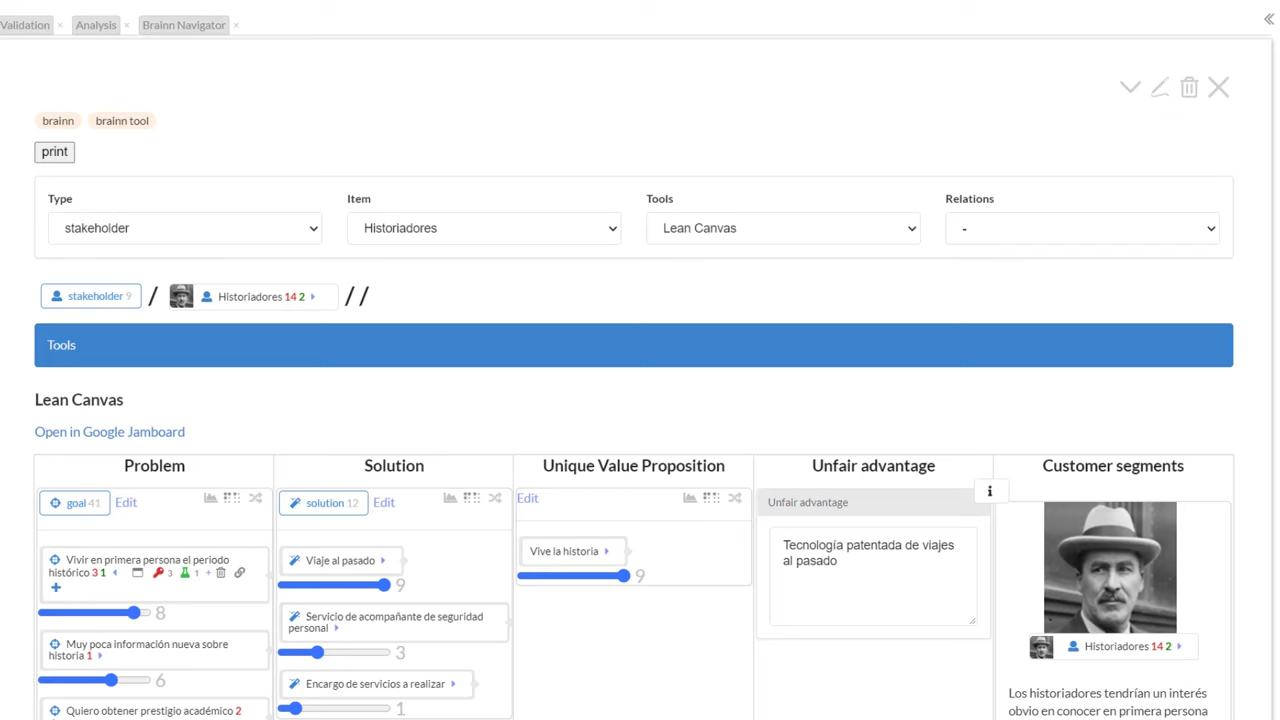 Validation × Analysis × Brainn Navigator ×
brainn brainn tool
print
Type Item Tools Relations
stakeholder Historiadores Lean Canvas -
stakeholder 9 / Historiadores 14 2 / /
Tools
Lean Canvas
Open in Google Jamboard
Problem Solution Unique Value Proposition Unfair advantage Customer segments
goal 41 Edit
Vivir en primera persona el periodo
histórico 3 1 3 1 +
8
Muy poca información nueva sobre
historia 1
6
Quiero obtener prestigio académico 2
solution 12 Edit
Viaje al pasado
9
Servicio de acompañante de seguridad
personal
3
Encargo de servicios a realizar
1
Edit
Vive la historia
9
Unfair advantage
Tecnología patentada de viajes
al pasado
i
Historiadores 14 2
Los historiadores tendrían un interés
obvio en conocer en primera persona